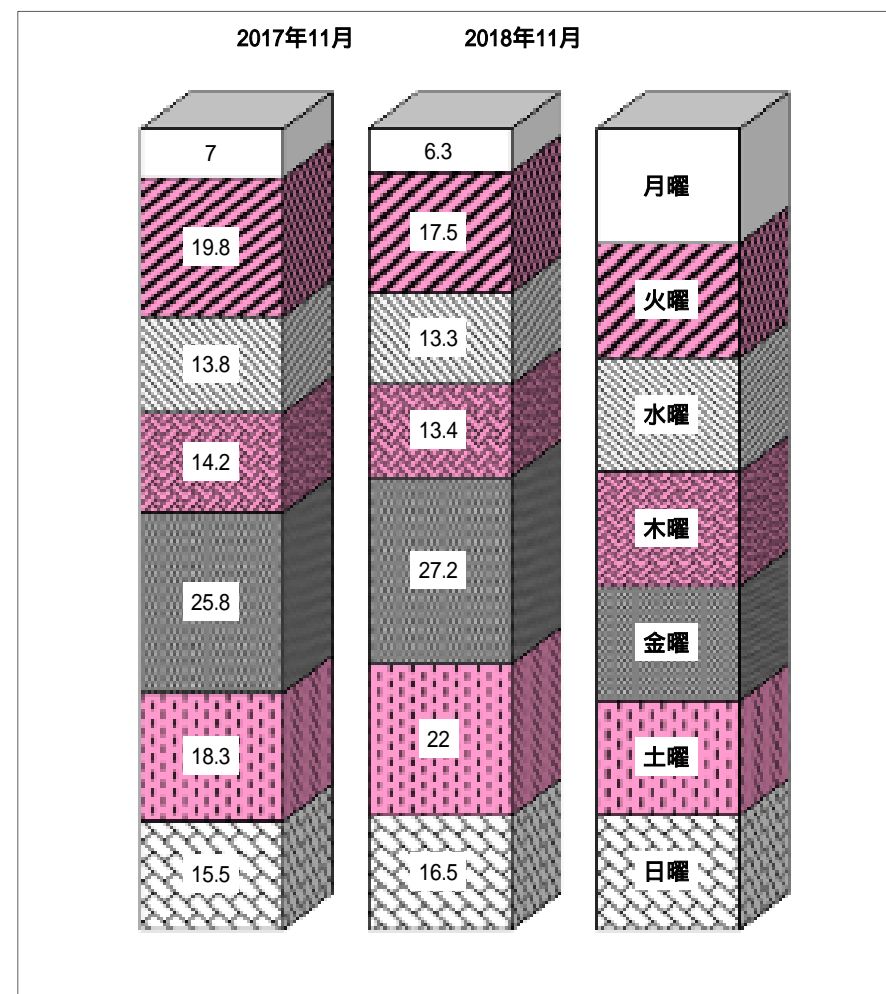 2017年11月 2018年11月
7 6.3 月曜
19.8 17.5 火曜
13.8 13.3 水曜
14.2 13.4 木曜
25.8 27.2 金曜
18.3 22 土曜
15.5 16.5 日曜